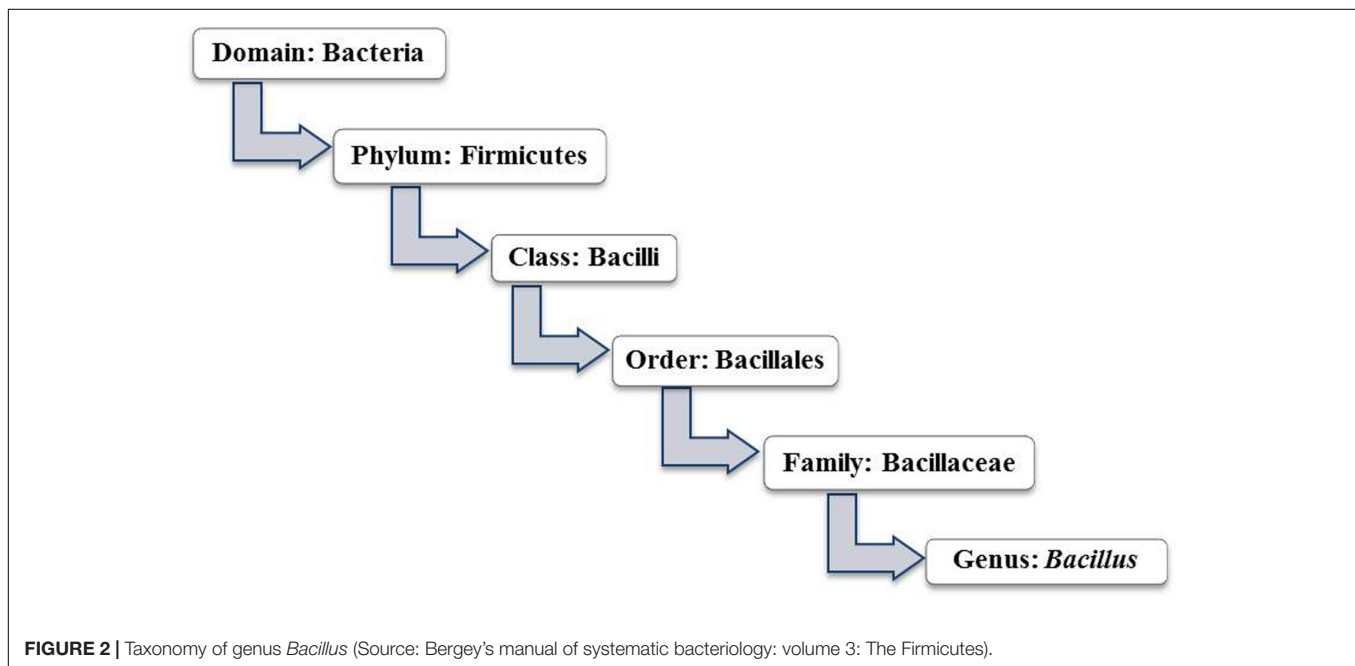 Domain: Bacteria
Phylum: Firmicutes
Class: Bacilli
Order: Bacillales
Family: Bacillaceae
Genus: Bacillus
FIGURE 2 | Taxonomy of genus Bacillus (Source: Bergey's manual of systematic bacteriology: volume 3: The Firmicutes).